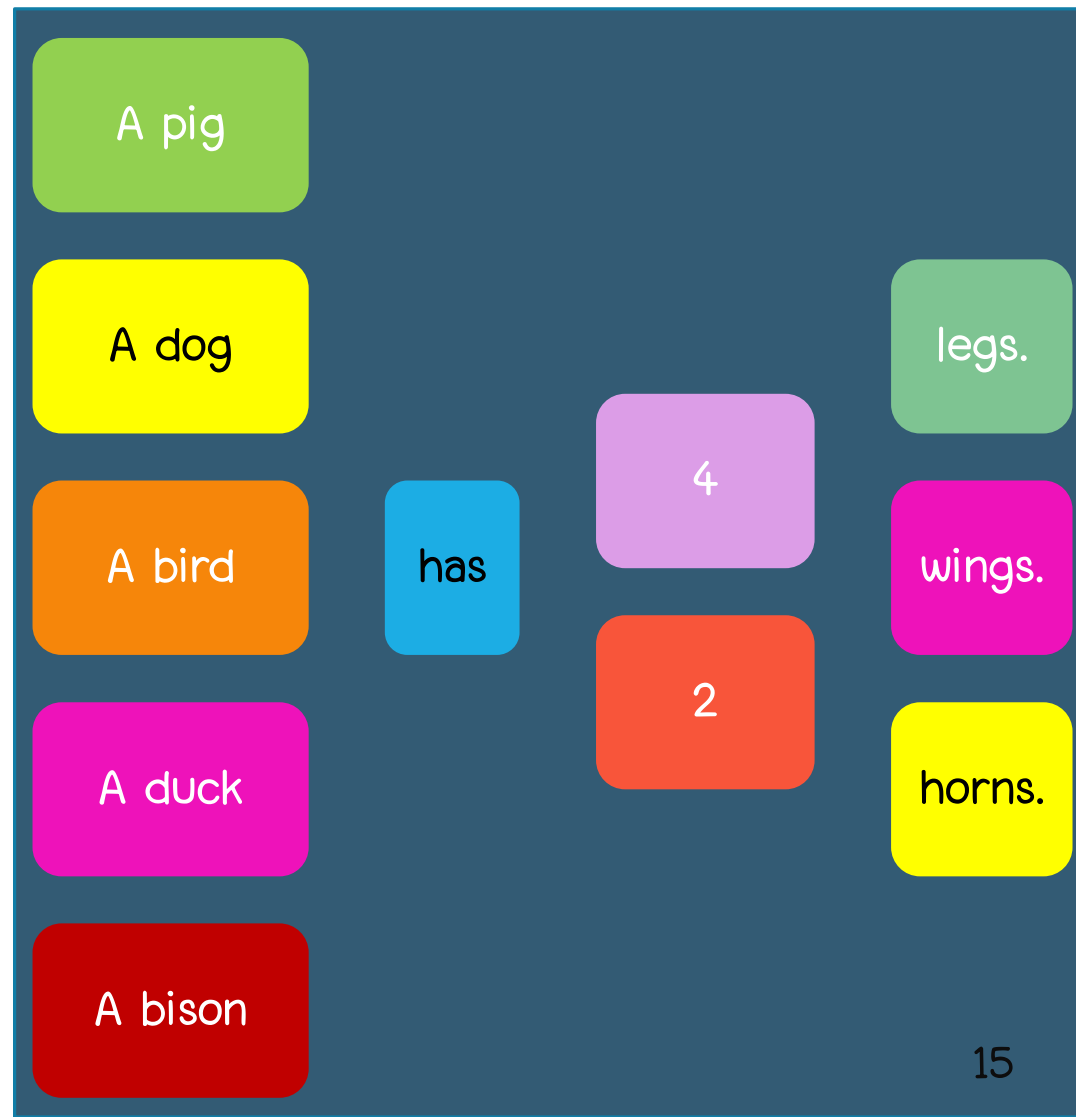 A pig
A dog
A bird
A duck
A bison
has
4
2
legs.
wings.
horns.
15